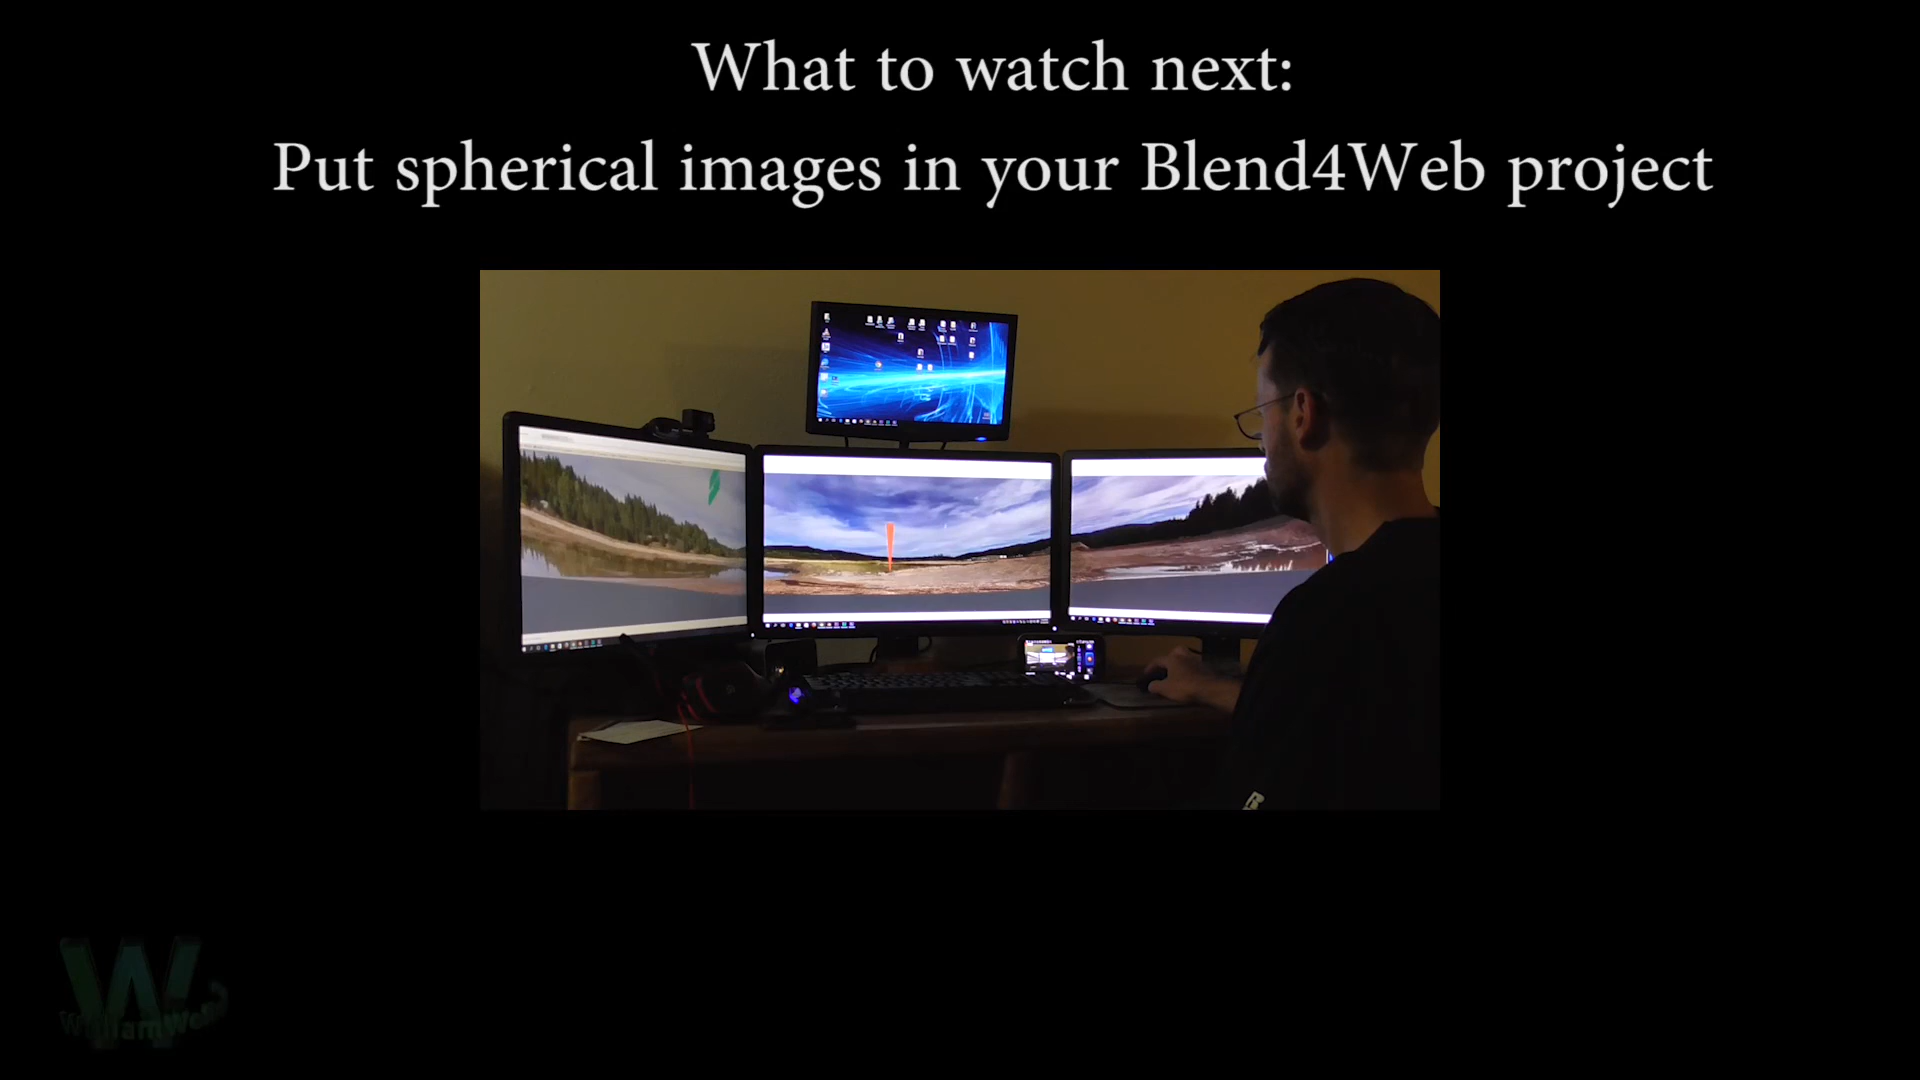 What to watch next:
Put spherical images in your Blend4Web project